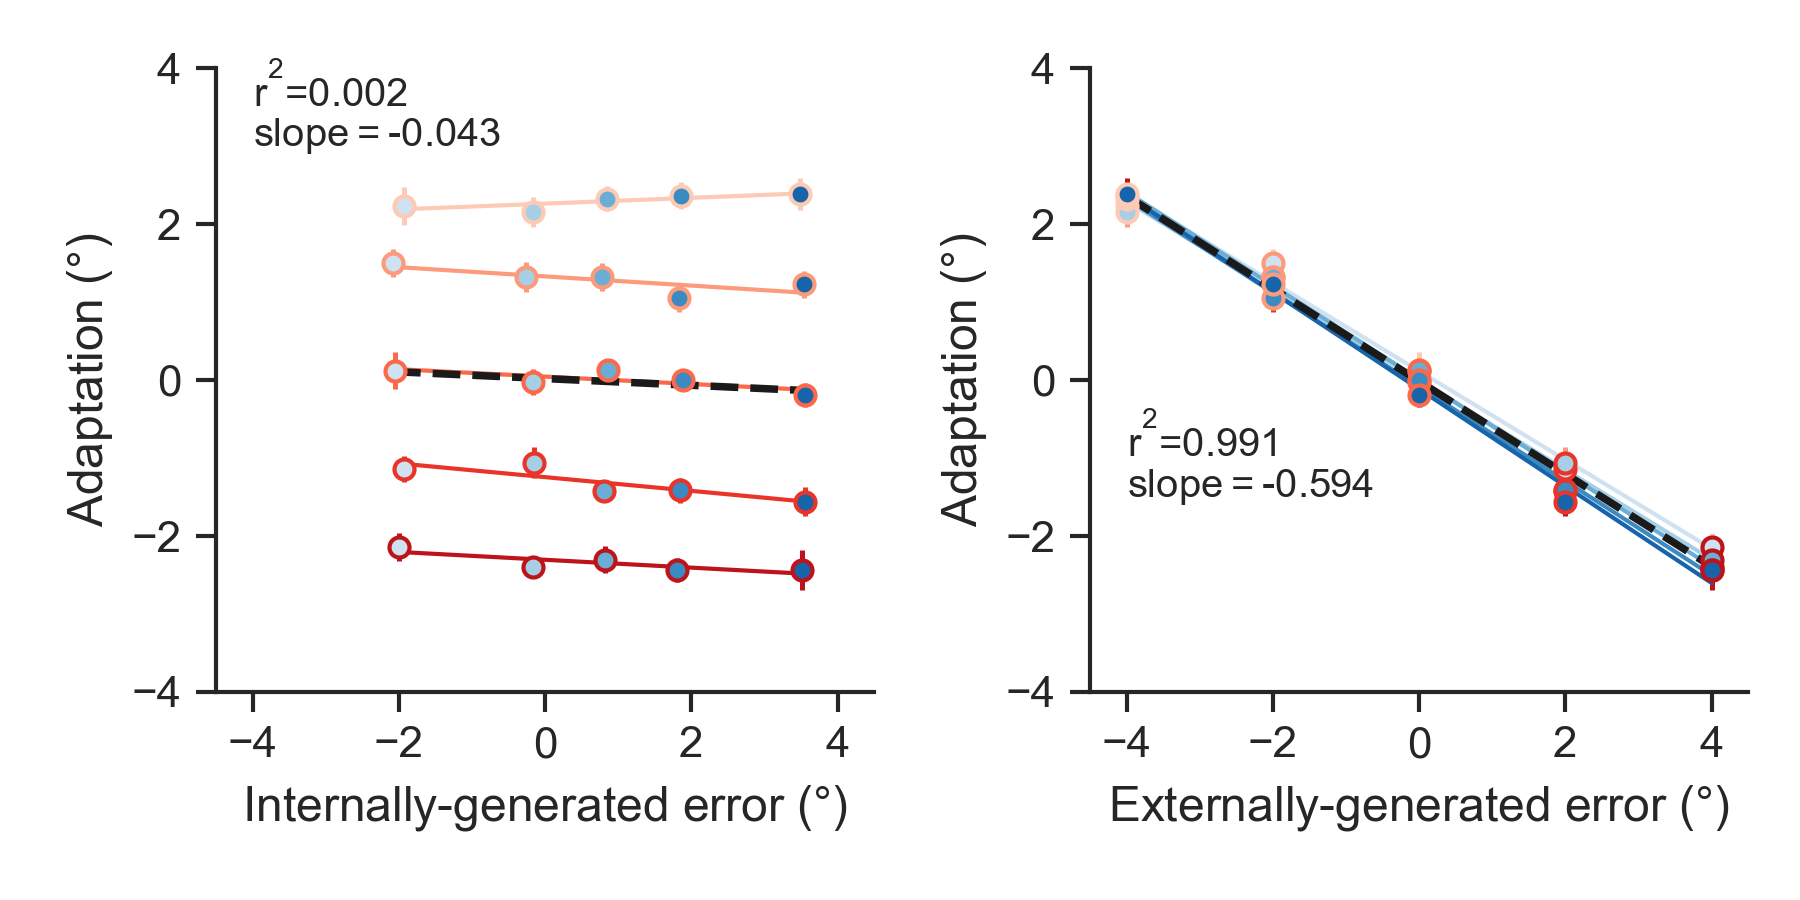 4
2
0
−2
−4
Adaptation (°)
r²=0.002
slope = -0.043
−4
−2
0
2
4
Internally-generated error (°)
4
2
0
−2
−4
Adaptation (°)
r²=0.991
slope = -0.594
−4
−2
0
2
4
Externally-generated error (°)